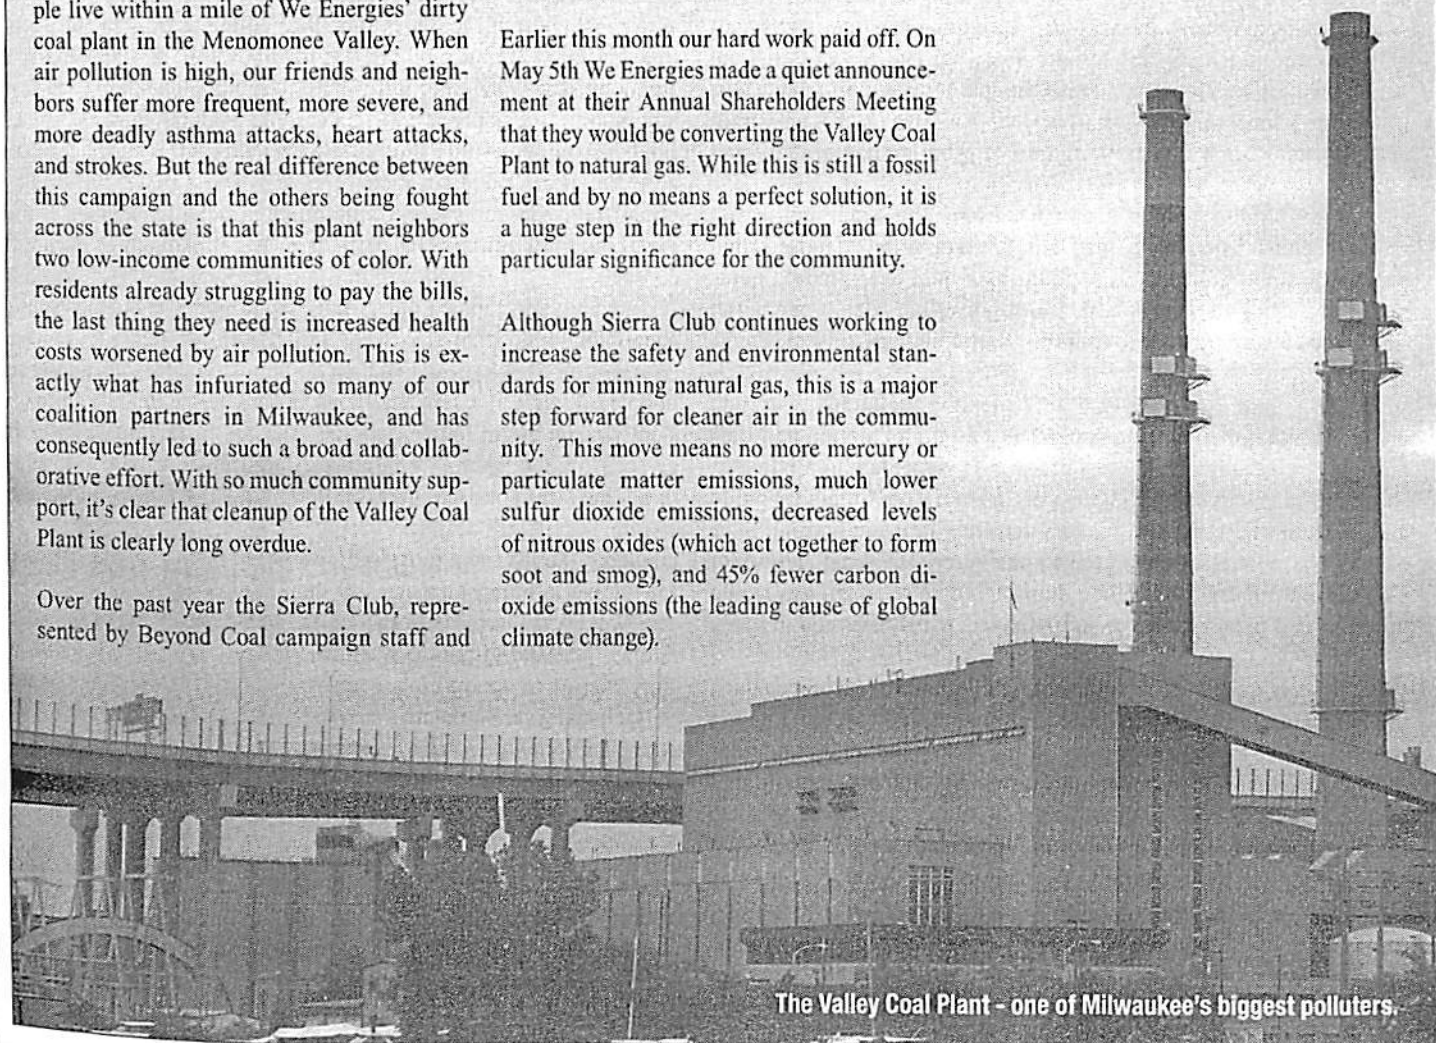 ple live within a mile of We Energies' dirty
coal plant in the Menomonee Valley. When
air pollution is high, our friends and neigh-
bors suffer more frequent, more severe, and
more deadly asthma attacks, heart attacks,
and strokes. But the real difference between
this campaign and the others being fought
across the state is that this plant neighbors
two low-income communities of color. With
residents already struggling to pay the bills,
the last thing they need is increased health
costs worsened by air pollution. This is ex-
actly what has infuriated so many of our
coalition partners in Milwaukee, and has
consequently led to such a broad and collab-
orative effort. With so much community sup-
port, it's clear that cleanup of the Valley Coal
Plant is clearly long overdue.
Over the past year the Sierra Club, repre-
sented by Beyond Coal campaign staff and
Earlier this month our hard work paid off. On
May 5th We Energies made a quiet announce-
ment at their Annual Shareholders Meeting
that they would be converting the Valley Coal
Plant to natural gas. While this is still a fossil
fuel and by no means a perfect solution, it is
a huge step in the right direction and holds
particular significance for the community.
Although Sierra Club continues working to
increase the safety and environmental stan-
dards for mining natural gas, this is a major
step forward for cleaner air in the commu-
nity. This move means no more mercury or
particulate matter emissions, much lower
sulfur dioxide emissions, decreased levels
of nitrous oxides (which act together to form
soot and smog), and 45% fewer carbon di-
oxide emissions (the leading cause of global
climate change).
The Valley Coal Plant - one of Milwaukee's biggest polluters.